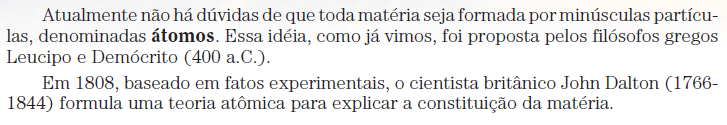 Atualmente não há dúvidas de que toda matéria seja formada por minúsculas partícu-
las, denominadas átomos. Essa idéia, como já vimos, foi proposta pelos filósofos gregos
Leucipo e Demócrito (400 a.C.).
Em 1808, baseado em fatos experimentais, o cientista britânico John Dalton (1766-
1844) formula uma teoria atômica para explicar a constituição da matéria.